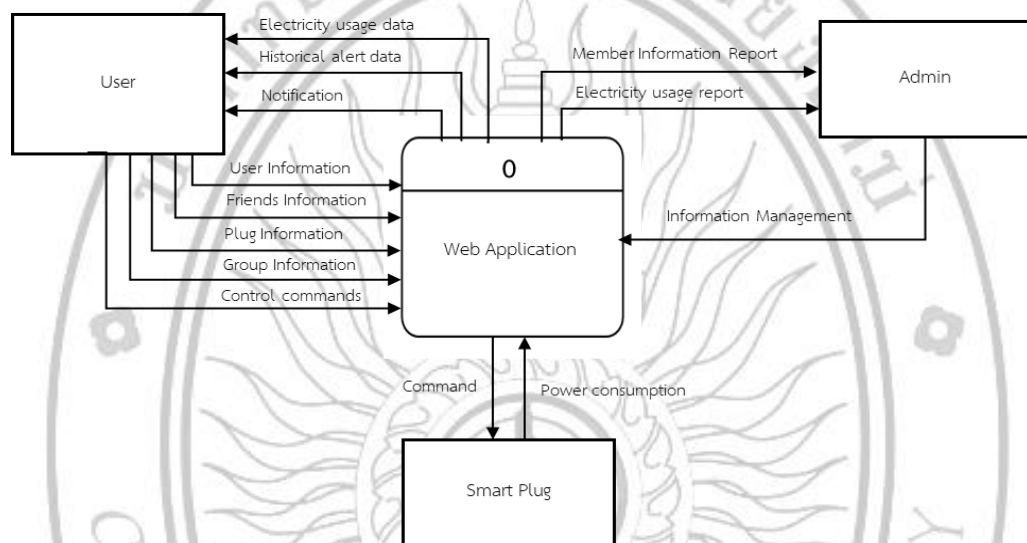 Electricity usage data
Historical alert data
Notification
User
Member Information Report
Electricity usage report
Admin
User Information
Friends Information
Plug Information
Group Information
Control commands
0
Web Application
Information Management
Command
Power consumption
Smart Plug